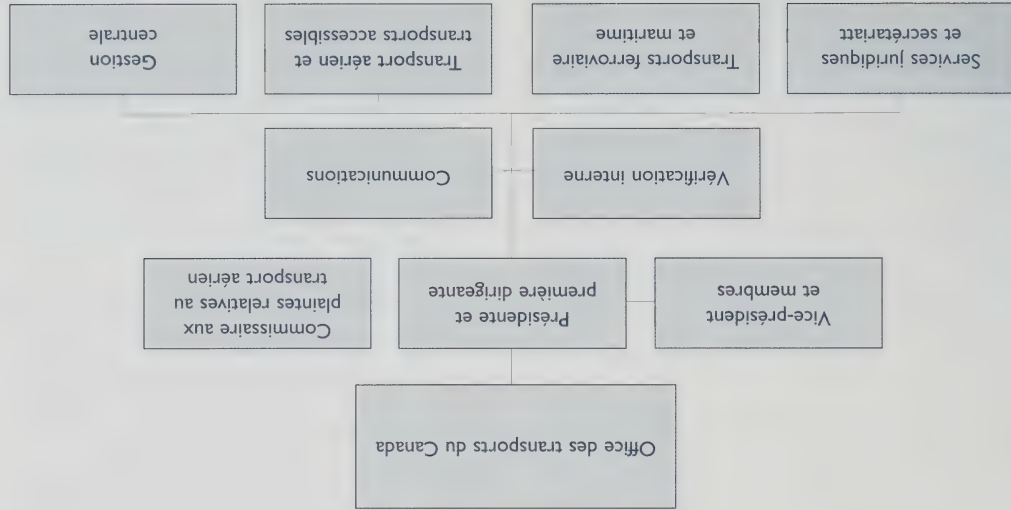 Office des transports du Canada
Vice-président
et membres
Présidente et
première dirigeante
Commissaire aux
plaintes relatives au
transport aérien
Vérification interne
Communications
Services juridiques
et secrétariatt
Transports ferroviaire
et maritime
Transport aérien et
transports accessibles
Gestion
centrale